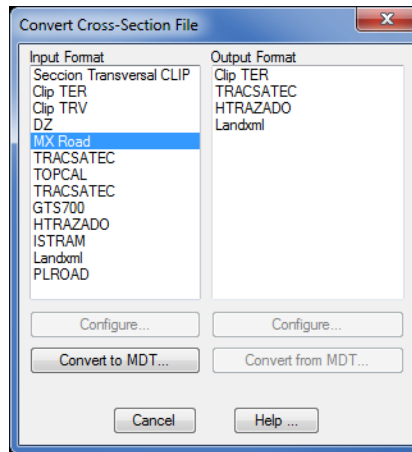 Convert Cross-Section File
Input Format
Seccion Transversal CLIP
Clip TER
Clip TRV
DZ
MX Road
TRACSATEC
TOPCAL
TRACSATEC
GTS700
HTRAZADO
ISTRAM
Landxml
PLROAD
Output Format
Clip TER
TRACSATEC
HTRAZADO
Landxml
Configure...
Configure...
Convert to MDT...
Convert from MDT...
Cancel
Help ...